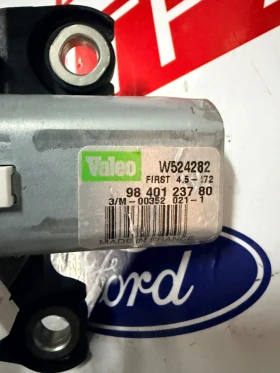 Valeo W524282
FIRST 4.5- 172
98 401 237 80
3/M-00352 021-1
MADE IN FRANCE
Ford